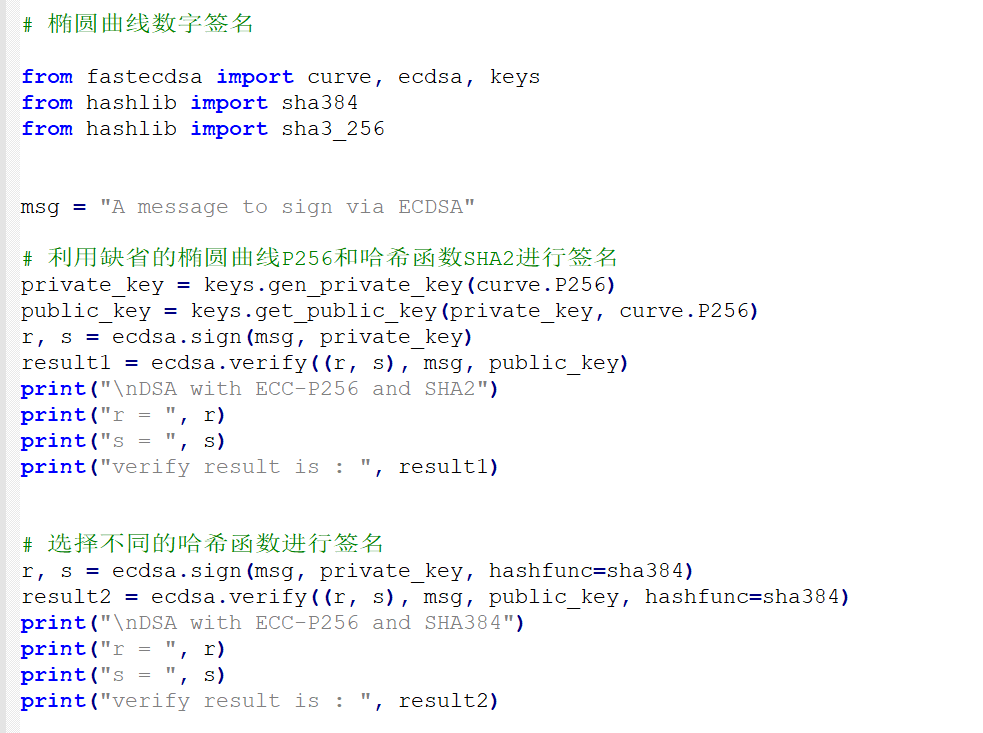 # 椭圆曲线数字签名
from fastecdsa import curve, ecdsa, keys
from hashlib import sha384
from hashlib import sha3_256
msg = "A message to sign via ECDSA"
# 利用缺省的椭圆曲线P256和哈希函数SHA2进行签名
private_key = keys.gen_private_key(curve.P256)
public_key = keys.get_public_key(private_key, curve.P256)
r, s = ecdsa.sign(msg, private_key)
result1 = ecdsa.verify((r, s), msg, public_key)
print("\nDSA with ECC-P256 and SHA2")
print("r = ", r)
print("s = ", s)
print("verify result is : ", result1)
# 选择不同的哈希函数进行签名
r, s = ecdsa.sign(msg, private_key, hashfunc=sha384)
result2 = ecdsa.verify((r, s), msg, public_key, hashfunc=sha384)
print("\nDSA with ECC-P256 and SHA384")
print("r = ", r)
print("s = ", s)
print("verify result is : ", result2)